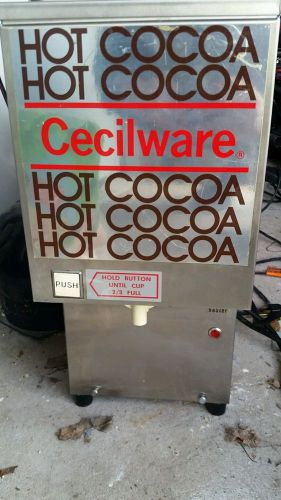 HOT COCOA
HOT COCOA
Cecilware®
HOT COCOA
HOT COCOA
HOT COCOA
PUSH
HOLD BUTTON
UNTIL CUP
2/3 FULL